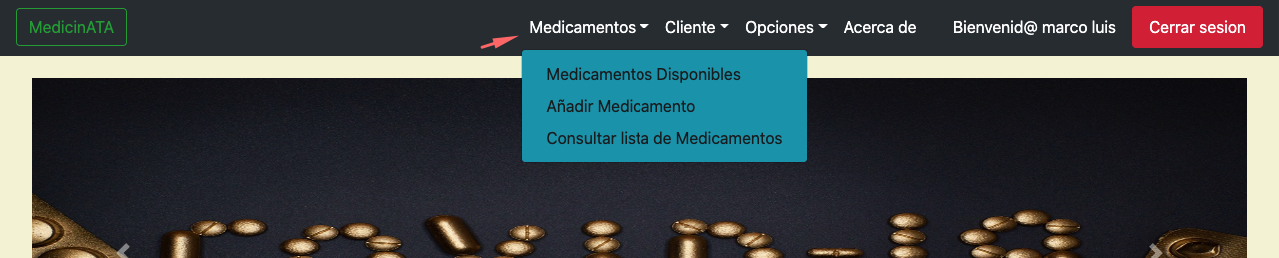 MedicinATA
Medicamentos Cliente Opciones Acerca de Bienvenid@ marco luis Cerrar sesion
Medicamentos Disponibles
Añadir Medicamento
Consultar lista de Medicamentos